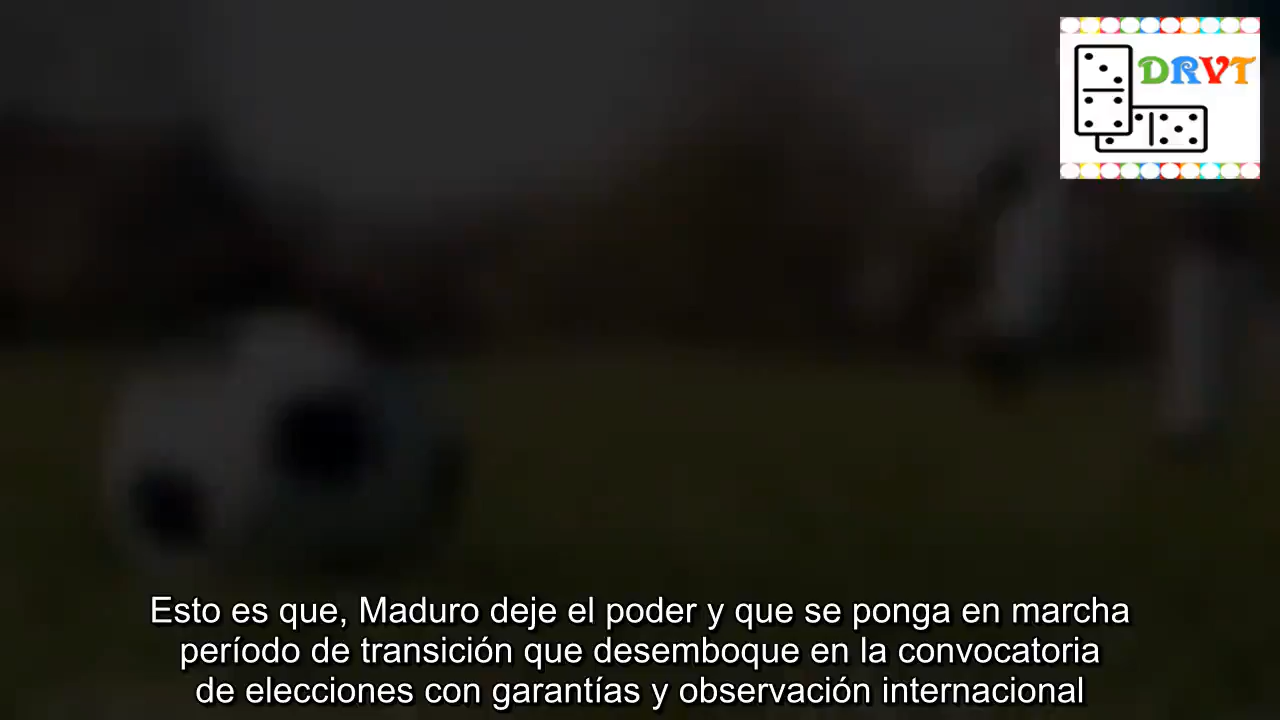 DRVT
Esto es que, Maduro deje el poder y que se ponga en marcha
período de transición que desemboque en la convocatoria
de elecciones con garantías y observación internacional